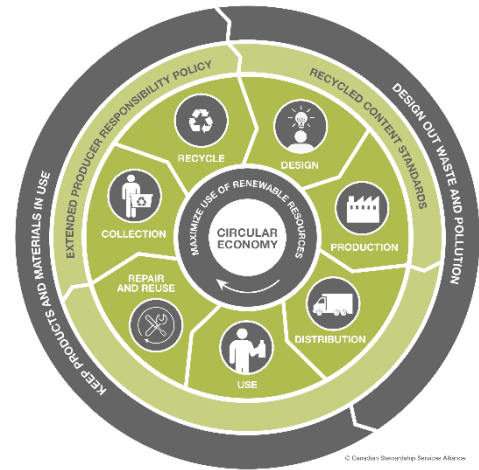 KEEP PRODUCTS AND MATERIALS IN USE
DESIGN OUT WASTE AND POLLUTION
EXTENDED PRODUCER RESPONSIBILITY POLICY
RECYCLED CONTENT STANDARDS
RECYCLE
DESIGN
COLLECTION
PRODUCTION
REPAIR
AND REUSE
DISTRIBUTION
USE
MAXIMIZE USE OF RENEWABLE RESOURCES
CIRCULAR
ECONOMY
© Canadian Stewardship Services Alliance